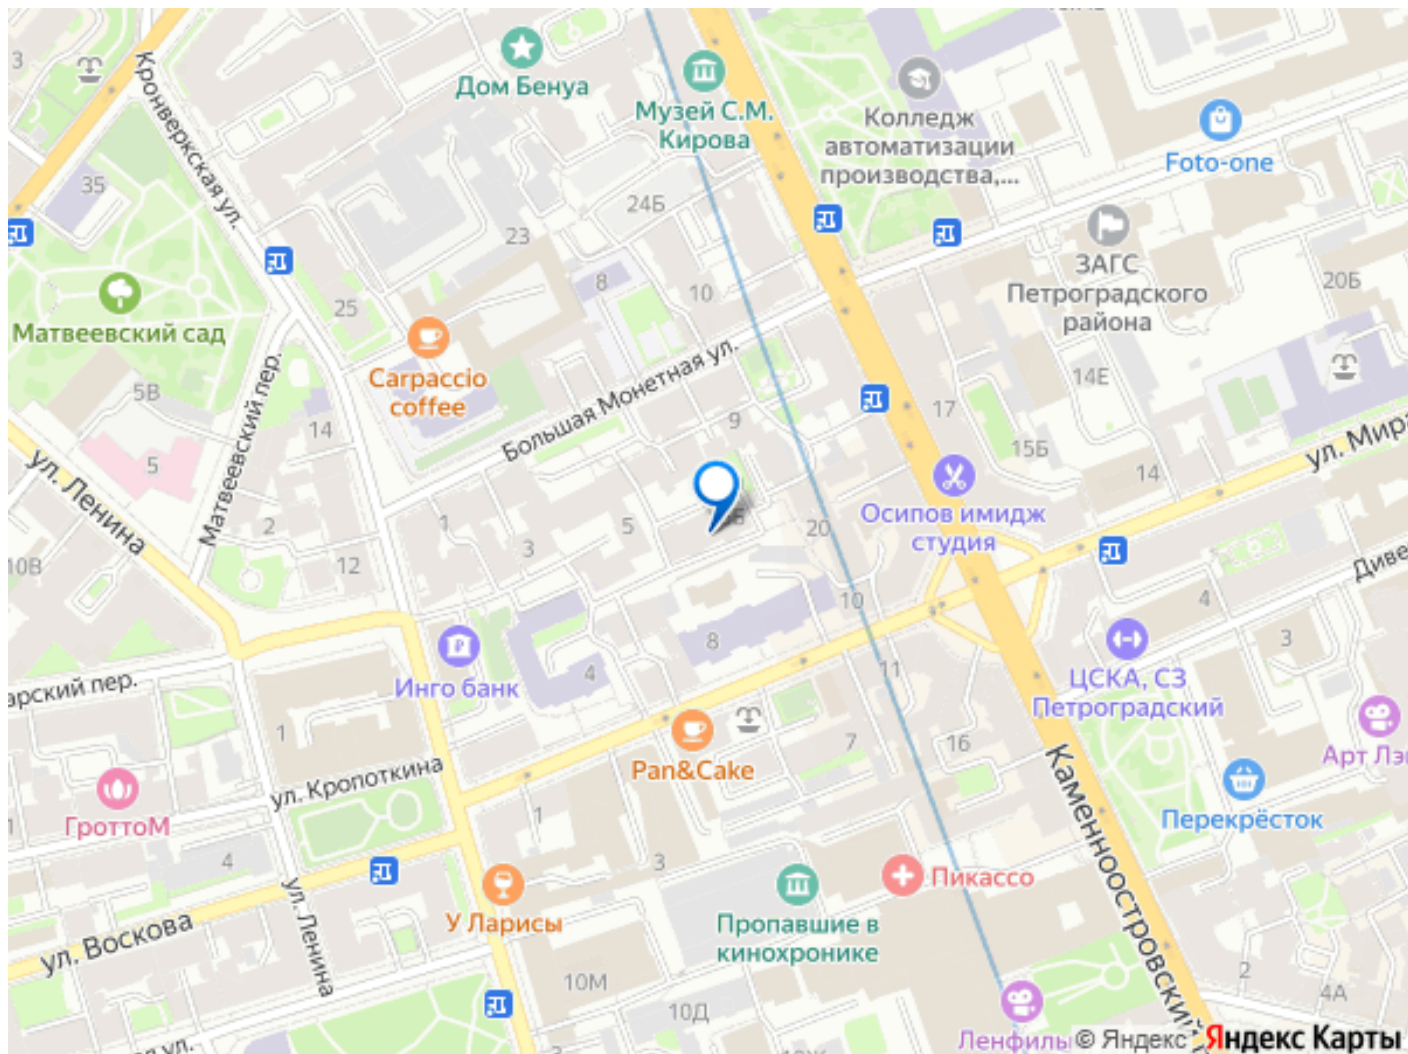 3
Дом Бенуа
Музей С.М.
Кирова
Колледж
автоматизации
производства,...
Foto-one
Кронверкская ул.
35
24Б
23
ЗАГС
Петроградского
района
20Б
8
10
25
Матвеевский сад
Carpaccio
coffee
Большая Монетная ул.
14Е
17
5В
Матвеевский пер.
14
9
15Б
14
ул. Мира
5
ул. Ленина
2
1
5
3
20
Осипов имидж
студия
10В
12
4
10
8
3
Инго банк
4
11
ЦСКА, СЗ
Петроградский
1
7
16
Pan&Cake
ул. Кропоткина
ГроттоМ
1
1
Перекрёсток
4
3
Пикассо
ул. Ленина
У Ларисы
Пропавшие в
кинохронике
Каменноостровский
ул. Воскова
10М
10Д
2
4А
ул.
© Яндекс Яндекс Карты